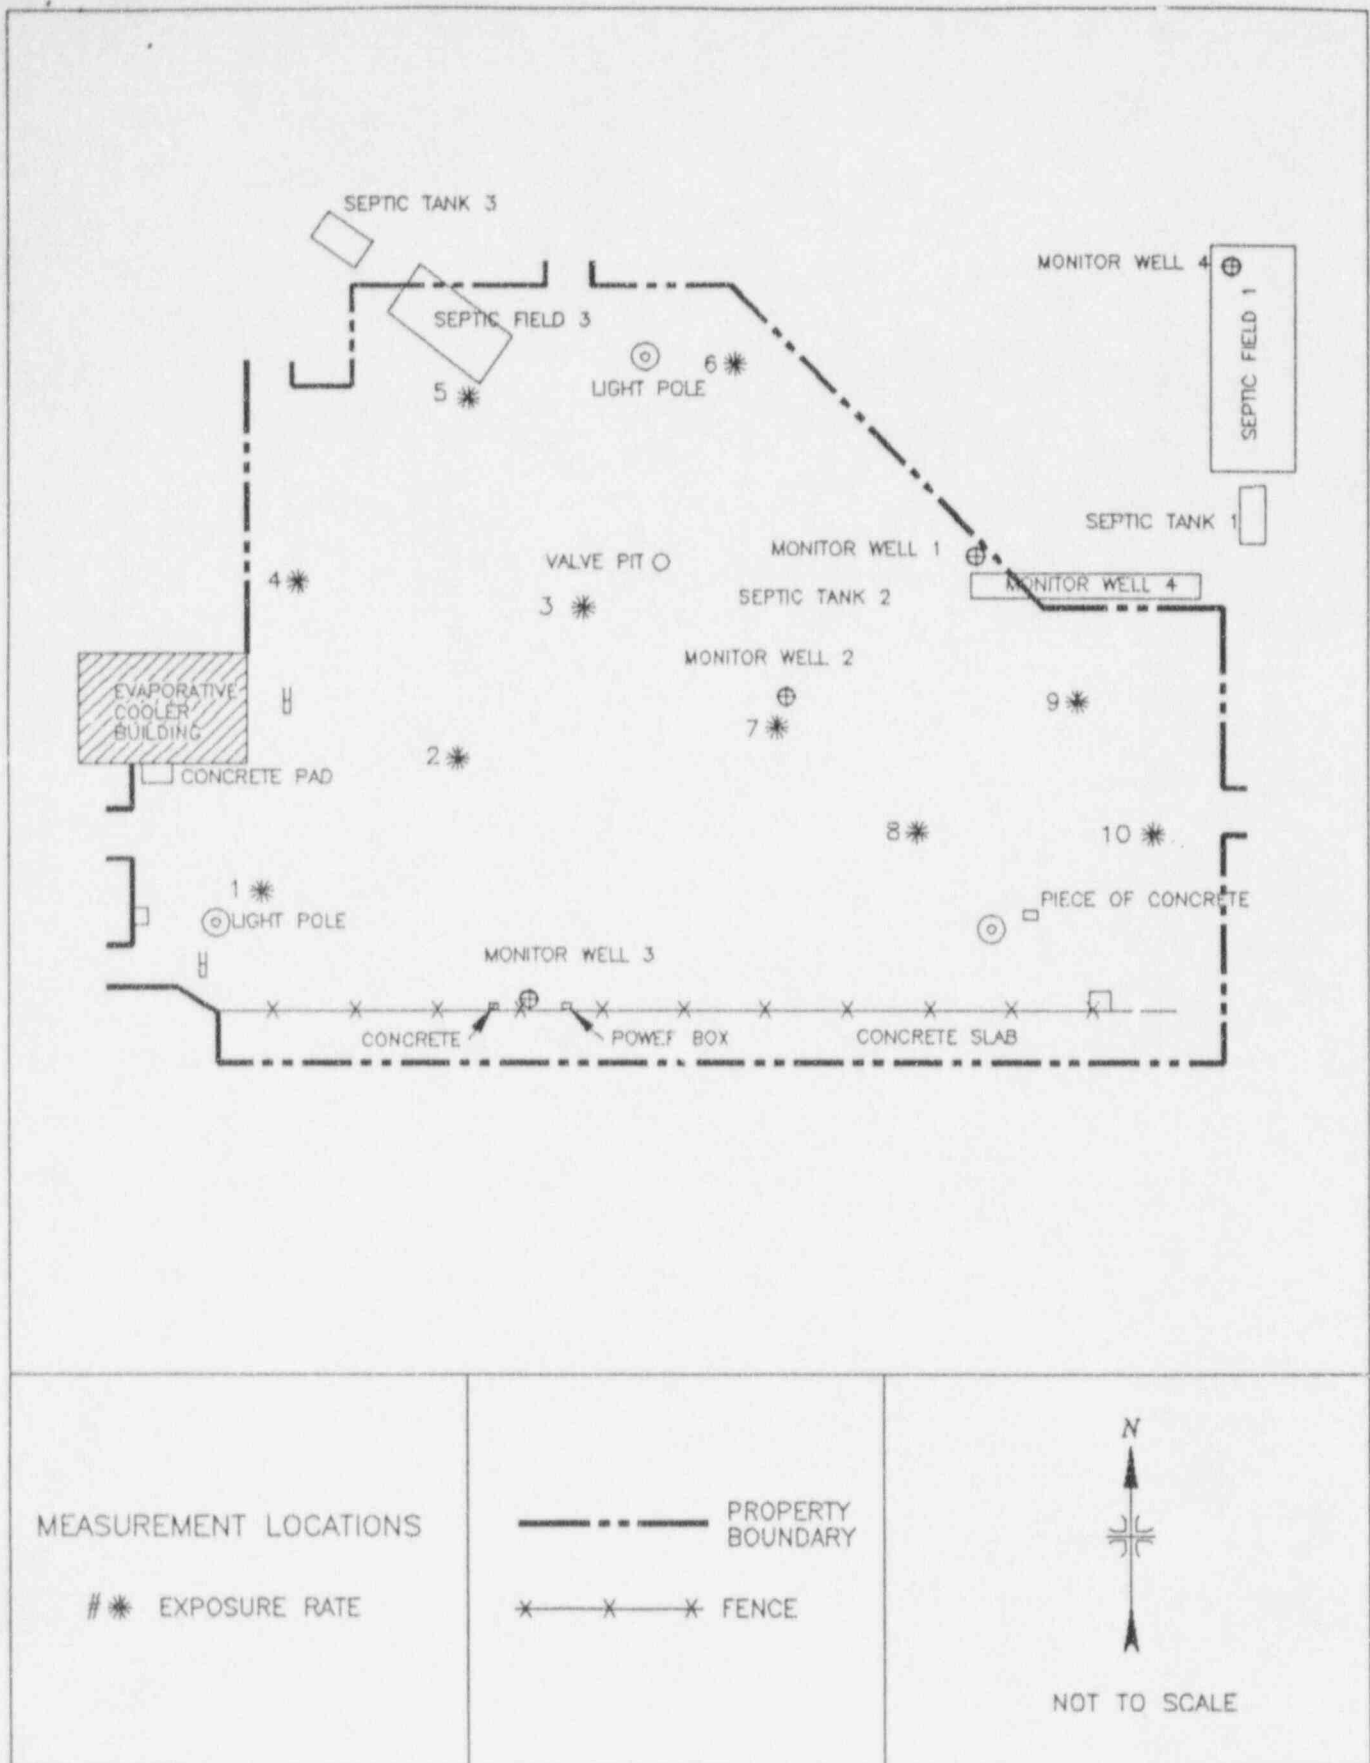 SEPTIC TANK 3
MONITOR WELL 4
SEPTIC FIELD 1
SEPTIC FIELD 3
6
LIGHT POLE
5
SEPTIC TANK 1
MONITOR WELL 1
VALVE PIT
4
MONITOR WELL 4
3
SEPTIC TANK 2
MONITOR WELL 2
EVAPORATIVE
COOLER
BUILDING
9
7
2
CONCRETE PAD
8
10
1
PIECE OF CONCRETE
LIGHT POLE
MONITOR WELL 3
CONCRETE
POWEF BOX
CONCRETE SLAB
MEASUREMENT LOCATIONS
# EXPOSURE RATE
PROPERTY
BOUNDARY
FENCE
N
NOT TO SCALE